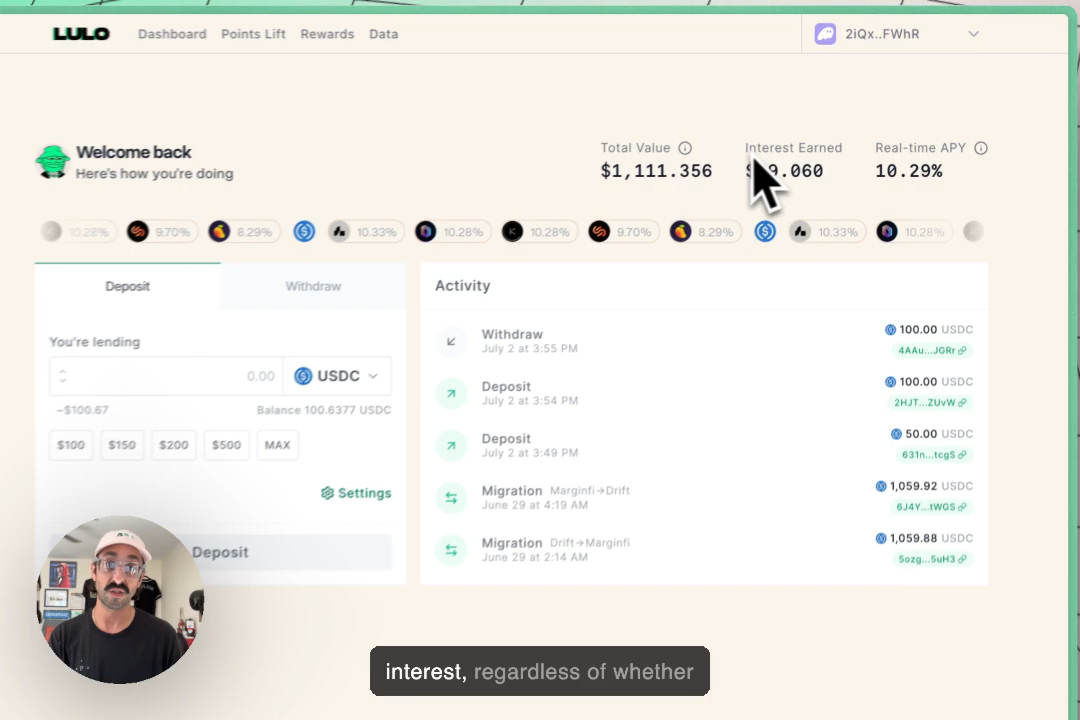 LULO Dashboard Points Lift Rewards Data 2iQx..FWhR
Welcome back
Here's how you're doing
Total Value Interest Earned Real-time APY
$1,111.356 10.29%
10.28% 9.70% 8.29% 10.33% 10.28% 10.28% 9.70% 8.29% 10.33% 10.28%
Deposit Withdraw
You're lending
0.00 USDC
~$100.67 Balance 100.6377 USDC
$100 $150 $200 $500 MAX
Settings
Deposit
Activity
Withdraw 100.00 USDC
July 2 at 3:55 PM 4AAu...JGRr
Deposit 100.00 USDC
July 2 at 3:54 PM 2HJT...ZUvW
Deposit 50.00 USDC
July 2 at 3:49 PM 631n...tcgS
Migration Marginfi→Drift 1,059.92 USDC
June 29 at 4:19 AM 6J4Y...tWGS
Migration Drift→Marginfi 1,059.88 USDC
June 29 at 2:14 AM 5ozg...5uH3
interest, regardless of whether